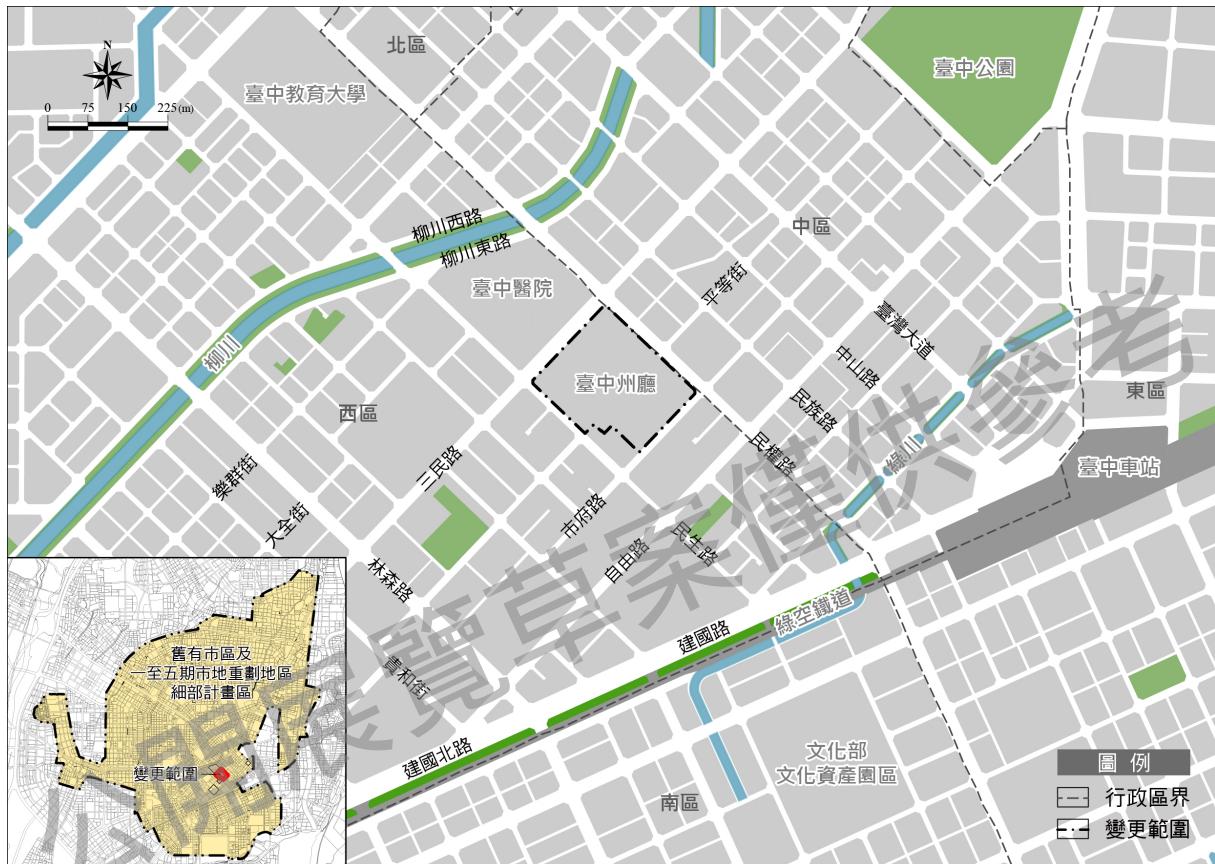 N
0 75 150 225(m)
北區
臺中教育大學
臺中公園
中區
柳川西路
柳川東路
臺中醫院
平等街
臺灣大道
中山路
民族路
民權路
柳川
臺中州廳
西區
東區
綠川
臺中車站
三民路
樂群街
大全街
市府路
民生路
自由路
林森路
綠空鐵道
建國路
貴和街
建國北路
文化部
文化資產園區
南區
舊有市區及
一至五期市地重劃地區
細部計畫區
變更範圍
圖 例
行政區界
變更範圍
公開展覽草案僅供參考